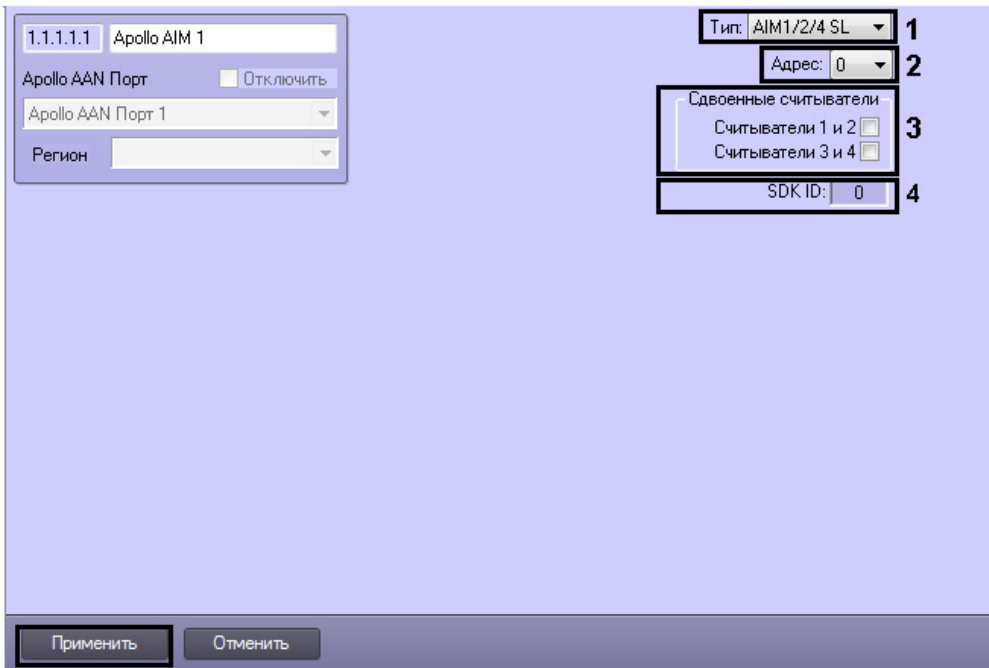 1.1.1.1.1 Apollo AIM 1
Apollo AAN Порт Отключить
Apollo AAN Порт 1
Регион
Тип: AIM1/2/4 SL 1
Адрес: 0 2
Сдвоенные считыватели
Считыватели 1 и 2 3
Считыватели 3 и 4
SDK ID: 0 4
Применить Отменить